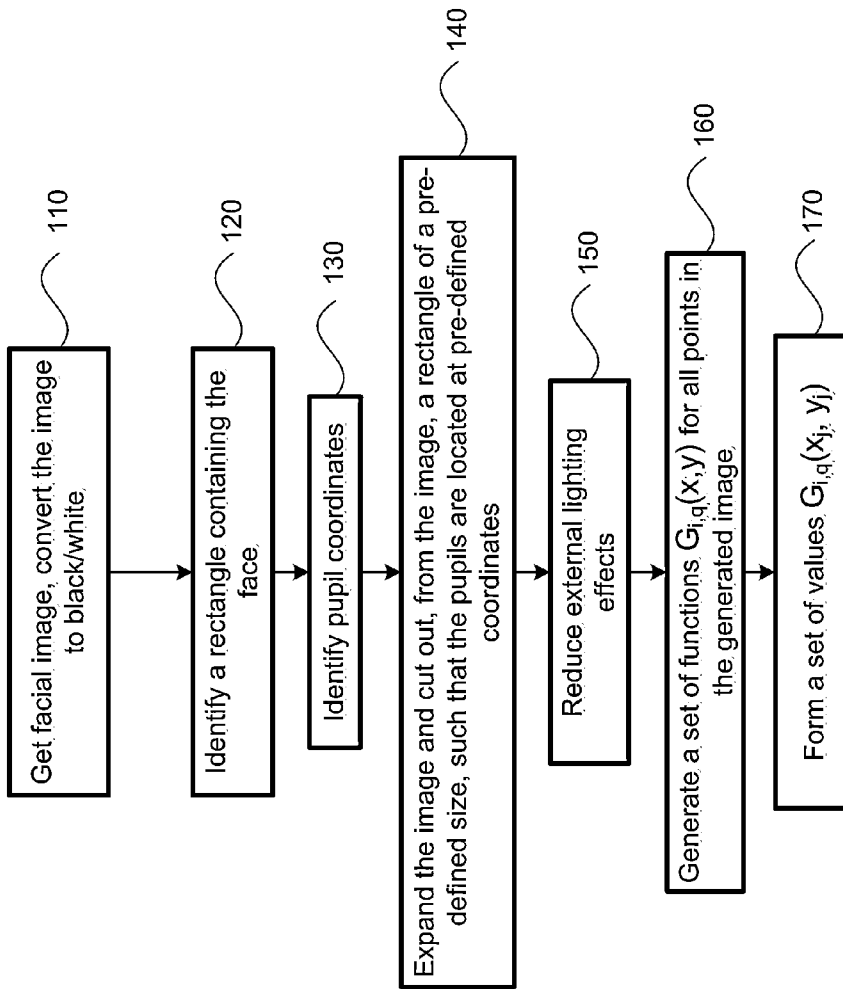 Get facial image, convert the image
to black/white
110
Identify a rectangle containing the
face
120
Identify pupil coordinates
130
Expand the image and cut out, from the image, a rectangle of a pre-
defined size, such that the pupils are located at pre-defined
coordinates
140
Reduce external lighting
effects
150
Generate a set of functions Gi,q(x,y) for all points in
the generated image
160
Form a set of values Gi,q(xj, yj)
170